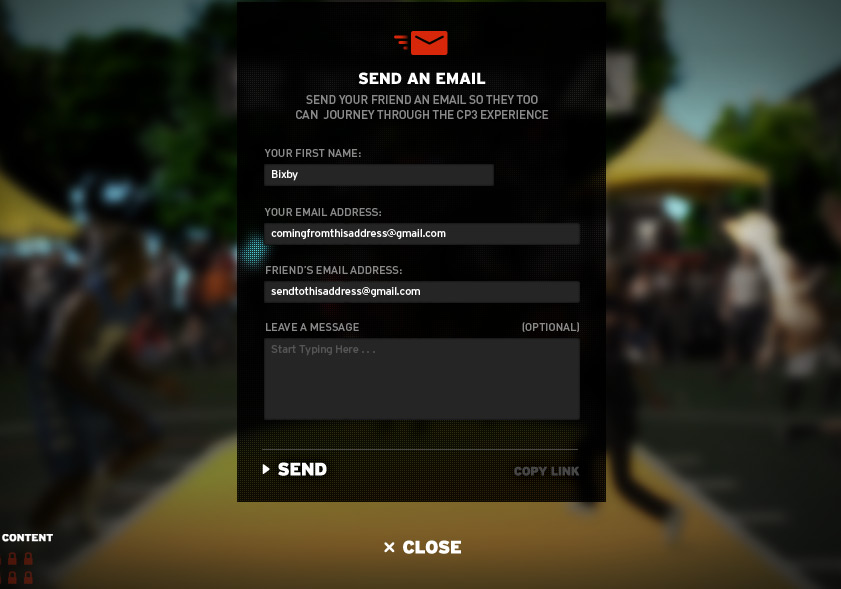 SEND AN EMAIL
SEND YOUR FRIEND AN EMAIL SO THEY TOO
CAN JOURNEY THROUGH THE CP3 EXPERIENCE
YOUR FIRST NAME:
Bixby
YOUR EMAIL ADDRESS:
comingfromthisaddress@gmail.com
FRIEND'S EMAIL ADDRESS:
sendtothisaddress@gmail.com
LEAVE A MESSAGE (OPTIONAL)
Start Typing Here . . .
SEND COPY LINK
CONTENT
× CLOSE